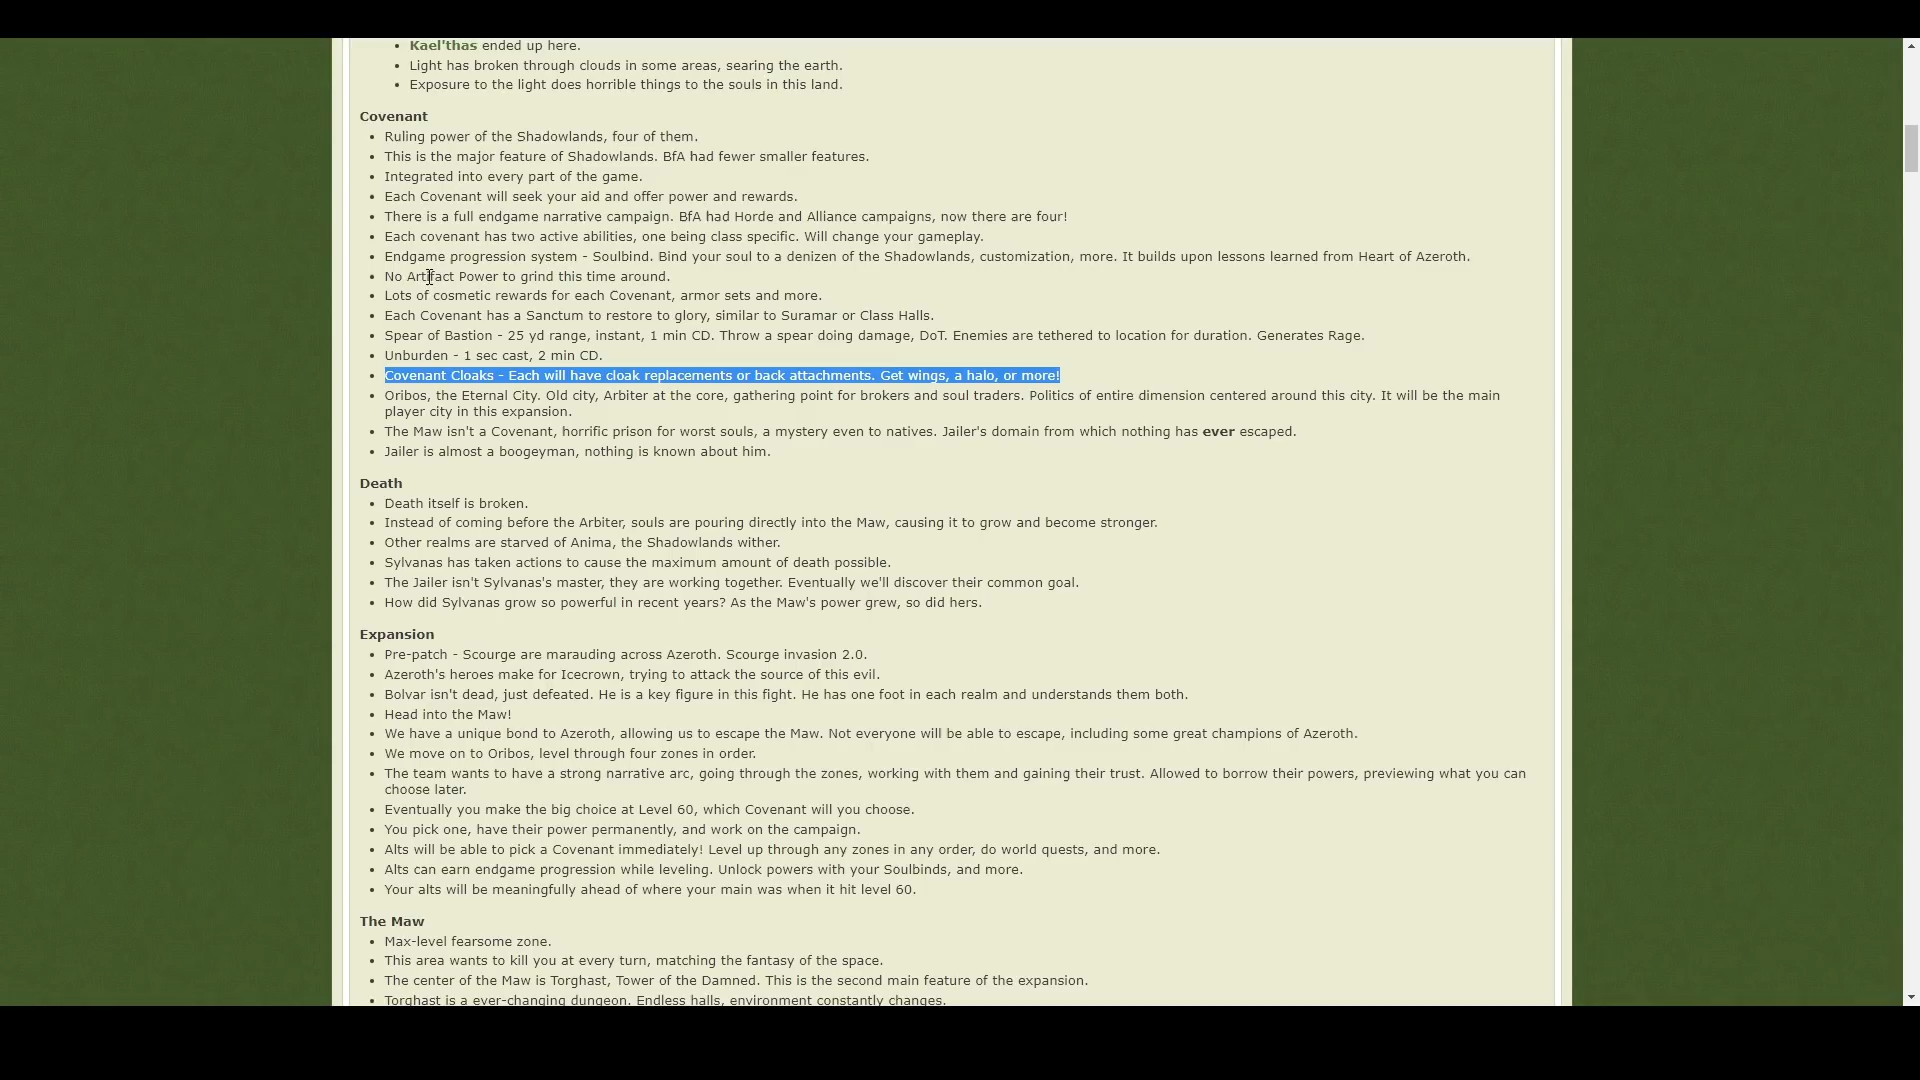 Kael'thas ended up here.
Light has broken through clouds in some areas, searing the earth.
Exposure to the light does horrible things to the souls in this land.
Covenant
Ruling power of the Shadowlands, four of them.
This is the major feature of Shadowlands. BfA had fewer smaller features.
Integrated into every part of the game.
Each Covenant will seek your aid and offer power and rewards.
There is a full endgame narrative campaign. BfA had Horde and Alliance campaigns, now there are four!
Each covenant has two active abilities, one being class specific. Will change your gameplay.
Endgame progression system - Soulbind. Bind your soul to a denizen of the Shadowlands, customization, more. It builds upon lessons learned from Heart of Azeroth.
No Artifact Power to grind this time around.
Lots of cosmetic rewards for each Covenant, armor sets and more.
Each Covenant has a Sanctum to restore to glory, similar to Suramar or Class Halls.
Spear of Bastion - 25 yd range, instant, 1 min CD. Throw a spear doing damage, DoT. Enemies are tethered to location for duration. Generates Rage.
Unburden - 1 sec cast, 2 min CD.
Covenant Cloaks - Each will have cloak replacements or back attachments. Get wings, a halo, or more!
Oribos, the Eternal City. Old city, Arbiter at the core, gathering point for brokers and soul traders. Politics of entire dimension centered around this city. It will be the main
player city in this expansion.
The Maw isn't a Covenant, horrific prison for worst souls, a mystery even to natives. Jailer's domain from which nothing has ever escaped.
Jailer is almost a boogeyman, nothing is known about him.
Death
Death itself is broken.
Instead of coming before the Arbiter, souls are pouring directly into the Maw, causing it to grow and become stronger.
Other realms are starved of Anima, the Shadowlands wither.
Sylvanas has taken actions to cause the maximum amount of death possible.
The Jailer isn't Sylvanas's master, they are working together. Eventually we'll discover their common goal.
How did Sylvanas grow so powerful in recent years? As the Maw's power grew, so did hers.
Expansion
Pre-patch - Scourge are marauding across Azeroth. Scourge invasion 2.0.
Azeroth's heroes make for Icecrown, trying to attack the source of this evil.
Bolvar isn't dead, just defeated. He is a key figure in this fight. He has one foot in each realm and understands them both.
Head into the Maw!
We have a unique bond to Azeroth, allowing us to escape the Maw. Not everyone will be able to escape, including some great champions of Azeroth.
We move on to Oribos, level through four zones in order.
The team wants to have a strong narrative arc, going through the zones, working with them and gaining their trust. Allowed to borrow their powers, previewing what you can
choose later.
Eventually you make the big choice at Level 60, which Covenant will you choose.
You pick one, have their power permanently, and work on the campaign.
Alts will be able to pick a Covenant immediately! Level up through any zones in any order, do world quests, and more.
Alts can earn endgame progression while leveling. Unlock powers with your Soulbinds, and more.
Your alts will be meaningfully ahead of where your main was when it hit level 60.
The Maw
Max-level fearsome zone.
This area wants to kill you at every turn, matching the fantasy of the space.
The center of the Maw is Torghast, Tower of the Damned. This is the second main feature of the expansion.
Torghast is a ever-changing dungeon. Endless halls, environment constantly changes.